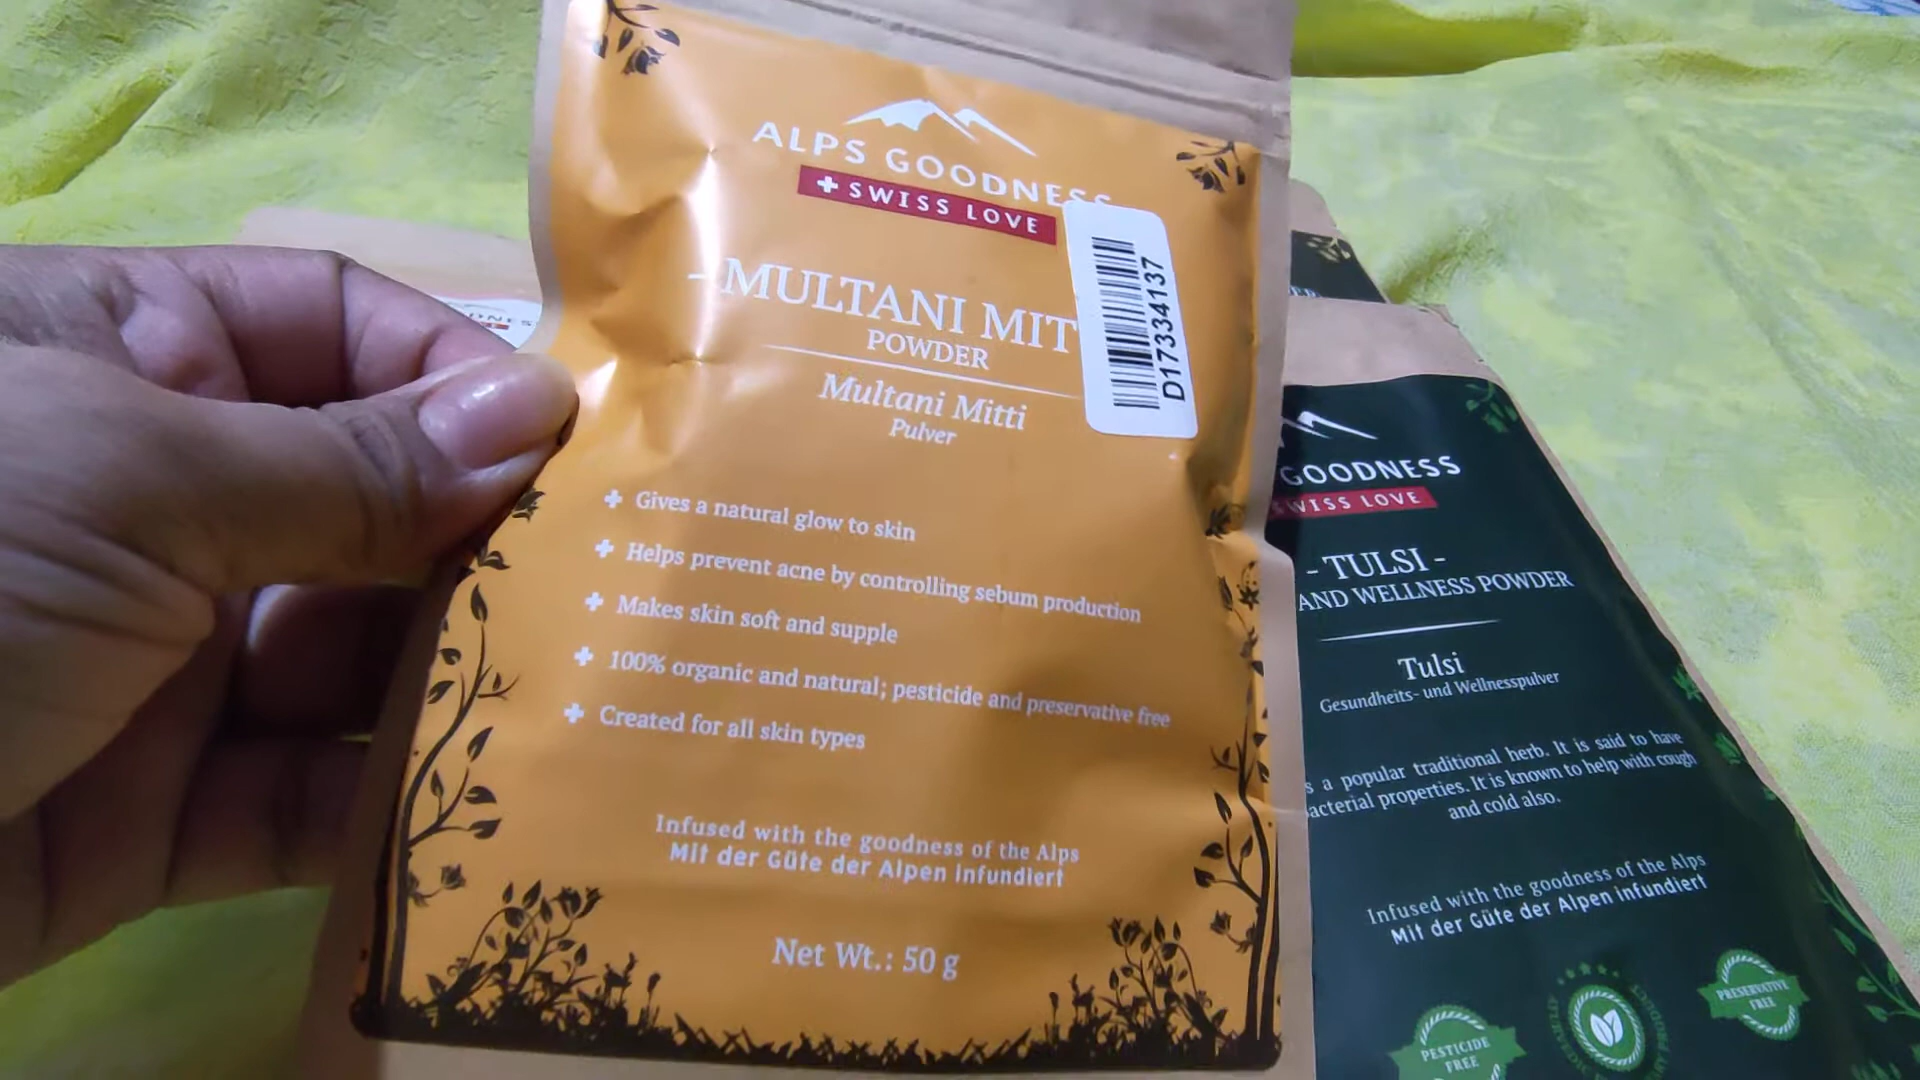 ALPS GOODNESS
SWISS LOVE
- MULTANI MIT
POWDER
Multani Mitti
Pulver
D17334137
Gives a natural glow to skin
Helps prevent acne by controlling sebum production
Makes skin soft and supple
100% organic and natural; pesticide and preservative free
Created for all skin types
Infused with the goodness of the Alps
Mit der Güte der Alpen infundiert
Net Wt.: 50 g
GOODNESS
SWISS LOVE
- TULSI -
AND WELLNESS POWDER
Tulsi
Gesundheits- und Wellnesspulver
s a popular traditional herb. It is said to have
acterial properties. It is known to help with cough
and cold also.
Infused with the goodness of the Alps
Mit der Güte der Alpen infundiert
PESTICIDE
FREE
PRESERVATIVE
FREE